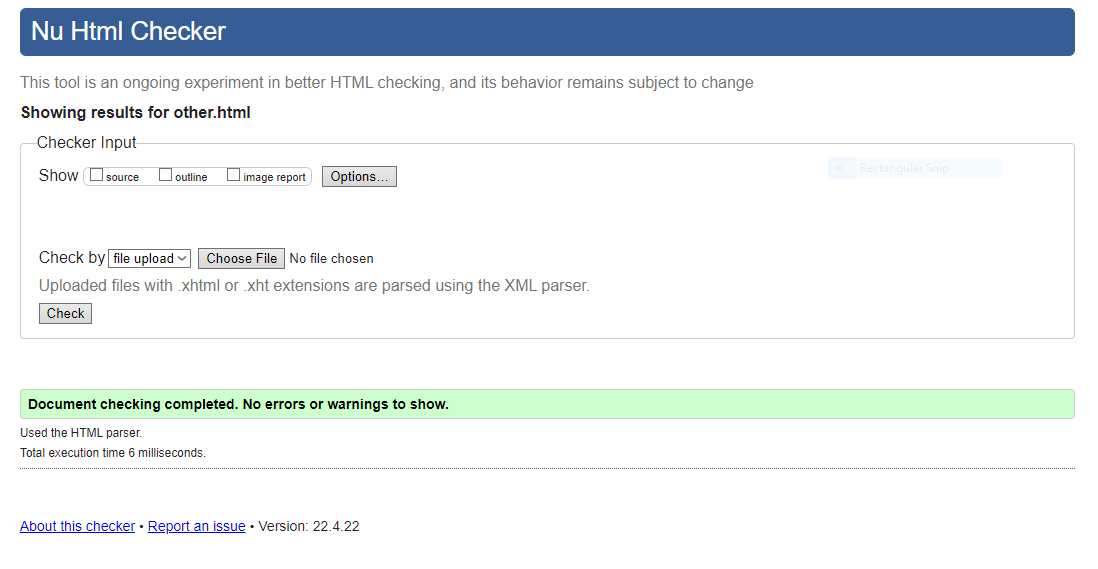 Nu Html Checker
This tool is an ongoing experiment in better HTML checking, and its behavior remains subject to change
Showing results for other.html
Checker Input
Show source outline image report Options...
Rectangular Snip
Check by file upload Choose File No file chosen
Uploaded files with .xhtml or .xht extensions are parsed using the XML parser.
Check
Document checking completed. No errors or warnings to show.
Used the HTML parser.
Total execution time 6 milliseconds.
About this checker • Report an issue • Version: 22.4.22